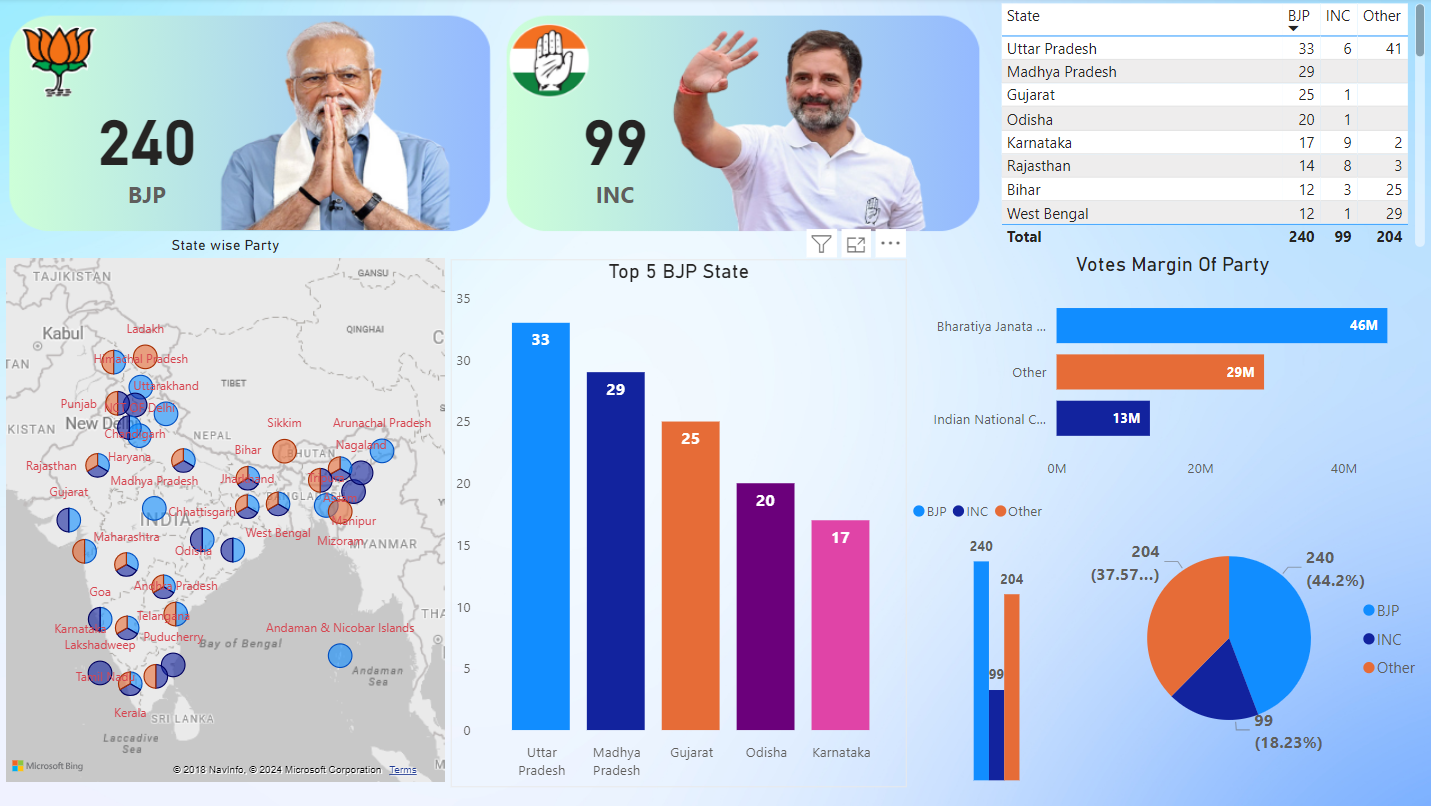 240
BJP
99
INC
State BJP INC Other
Uttar Pradesh 33 6 41
Madhya Pradesh 29
Gujarat 25 1
Odisha 20 1
Karnataka 17 9 2
Rajasthan 14 8 3
Bihar 12 3 25
West Bengal 12 1 29
Total 240 99 204
State wise Party
TAJIKISTAN
GANSU
Kabul
Ladakh
QINGHAI
Himachal Pradesh
TIBET
Uttarakhand
Punjab
KISTAN
New Delhi
Chandigarh
NEPAL
Sikkim
Arunachal Pradesh
Rajasthan
Haryana
Bihar
BHUTAN
Nagaland
Gujarat
Madhya Pradesh
Jharkhand
BANGLADESH
INDIA
Chhattisgarh
Manipur
Maharashtra
Odisha
West Bengal
Mizoram
MYANMAR
Goa
Andhra Pradesh
Telangana
THA
Karnataka
Puducherry
Andaman & Nicobar Islands
Lakshadweep
Bay of Bengal
Tamil Nadu
Andaman
Sea
Kerala
SRI LANKA
Laccadive
Sea
Microsoft Bing
© 2018 NavInfo, © 2024 Microsoft Corporation Terms
Top 5 BJP State
35
30
25
20
15
10
5
0
33
29
25
20
17
Uttar
Pradesh
Madhya
Pradesh
Gujarat
Odisha
Karnataka
Votes Margin Of Party
Bharatiya Janata ... 46M
Other 29M
Indian National C... 13M
0M 20M 40M
BJP INC Other
240
99
204
204
(37.57...)
240
(44.2%)
99
(18.23%)
BJP
INC
Other